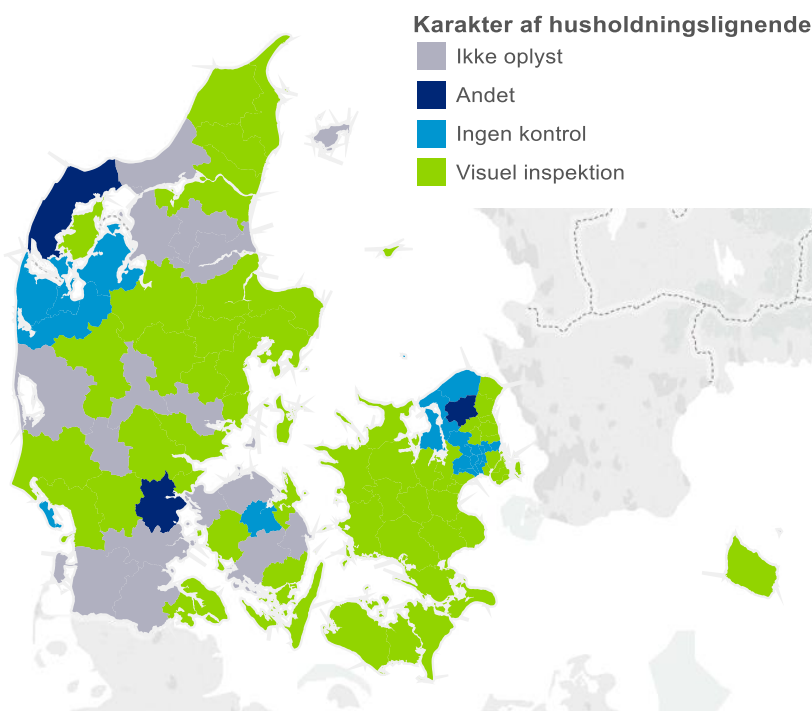 Karakter af husholdningslignende
Ikke oplyst
Andet
Ingen kontrol
Visuel inspektion